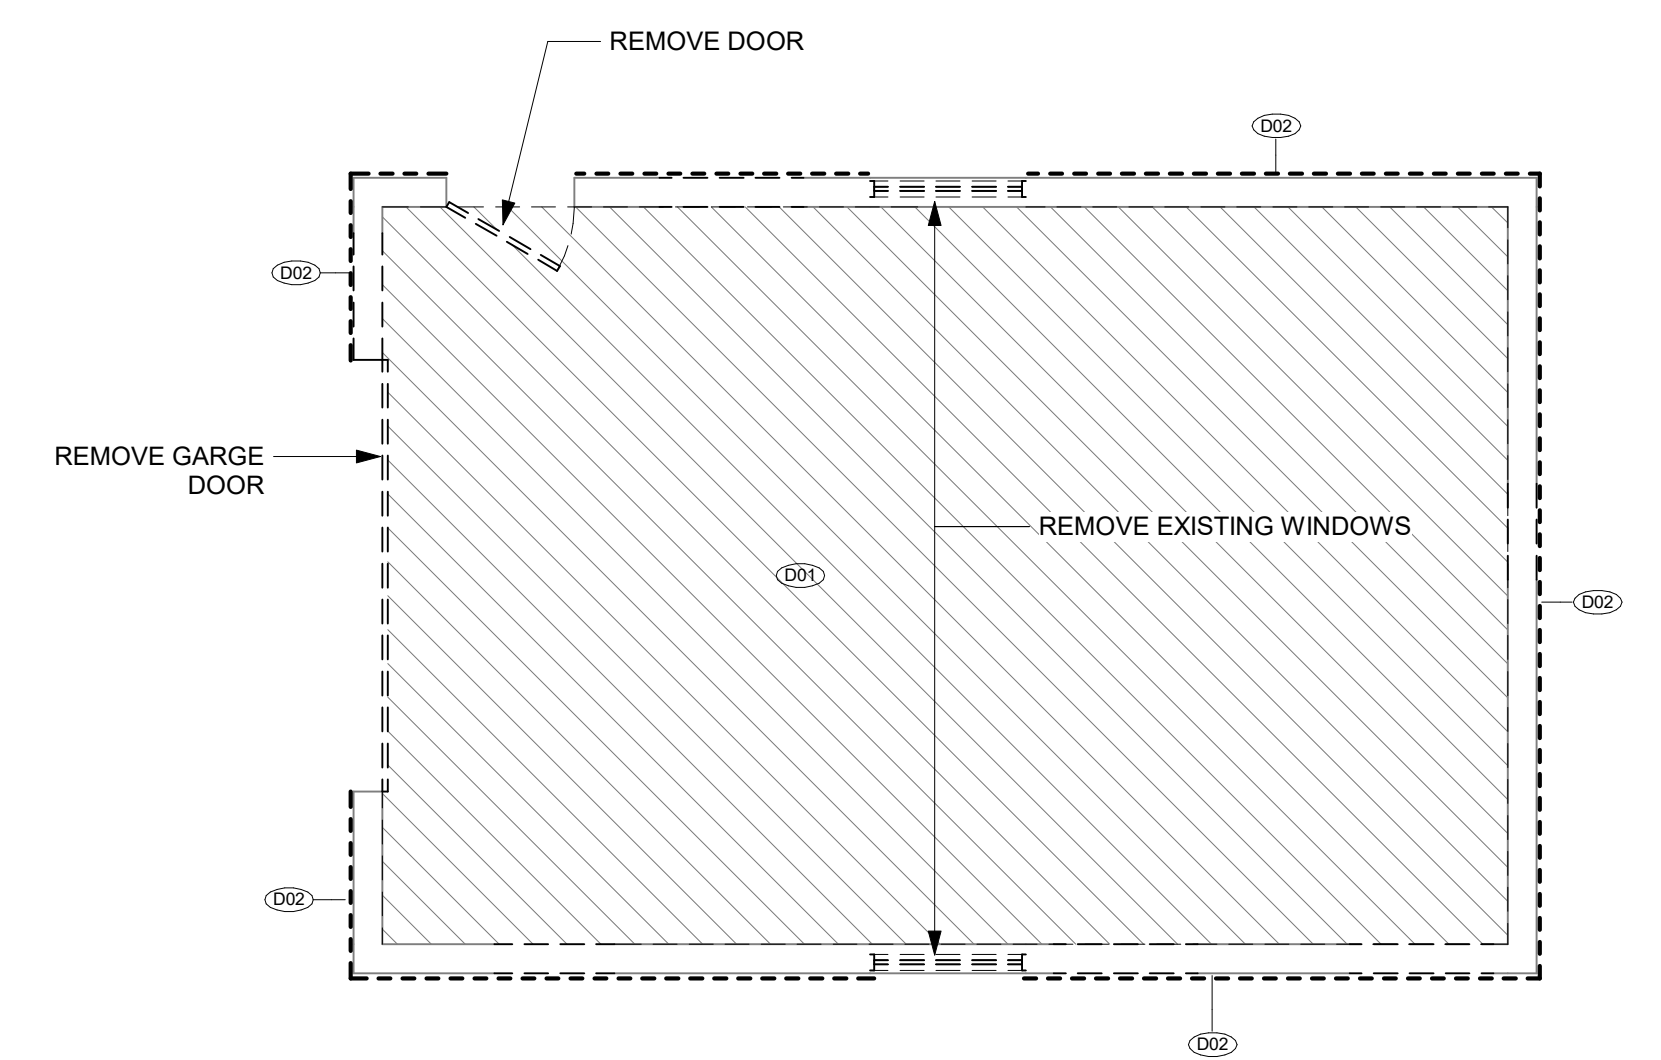 REMOVE DOOR
D02
D02
REMOVE GARGE
DOOR
REMOVE EXISTING WINDOWS
D01
D02
D02
D02